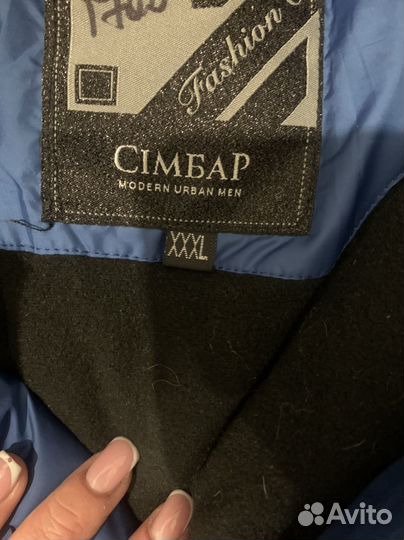 Fashion
CIMБAP
MODERN URBAN MEN
XXXL
Avito